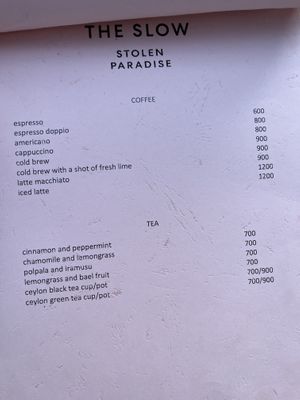 THE SLOW
STOLEN
PARADISE
COFFEE
espresso 600
espresso doppio 800
americano 800
cappuccino 900
cold brew 900
cold brew with a shot of fresh lime 900
latte macchiato 1200
iced latte 1200
TEA
cinnamon and peppermint 700
chamomile and lemongrass 700
polpala and iramusu 700
lemongrass and bael fruit 700
ceylon black tea cup/pot 700/900
ceylon green tea cup/pot 700/900